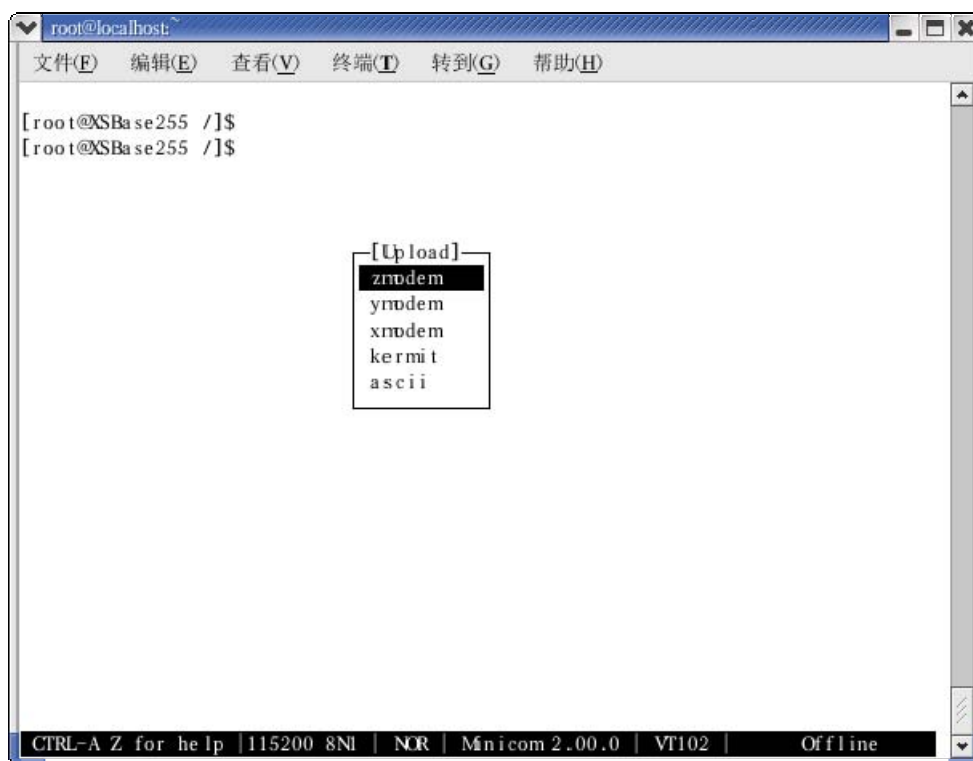 root@localhost:~
文件(F) 编辑(E) 查看(V) 终端(T) 转到(G) 帮助(H)
[root@XSBase255 /]$
[root@XSBase255 /]$
[Upload]
zmodem
ymodem
xmodem
kermit
ascii
CTRL-A Z for help |115200 8N1 | NOR | Minicom 2.00.0 | VT102 | Offline